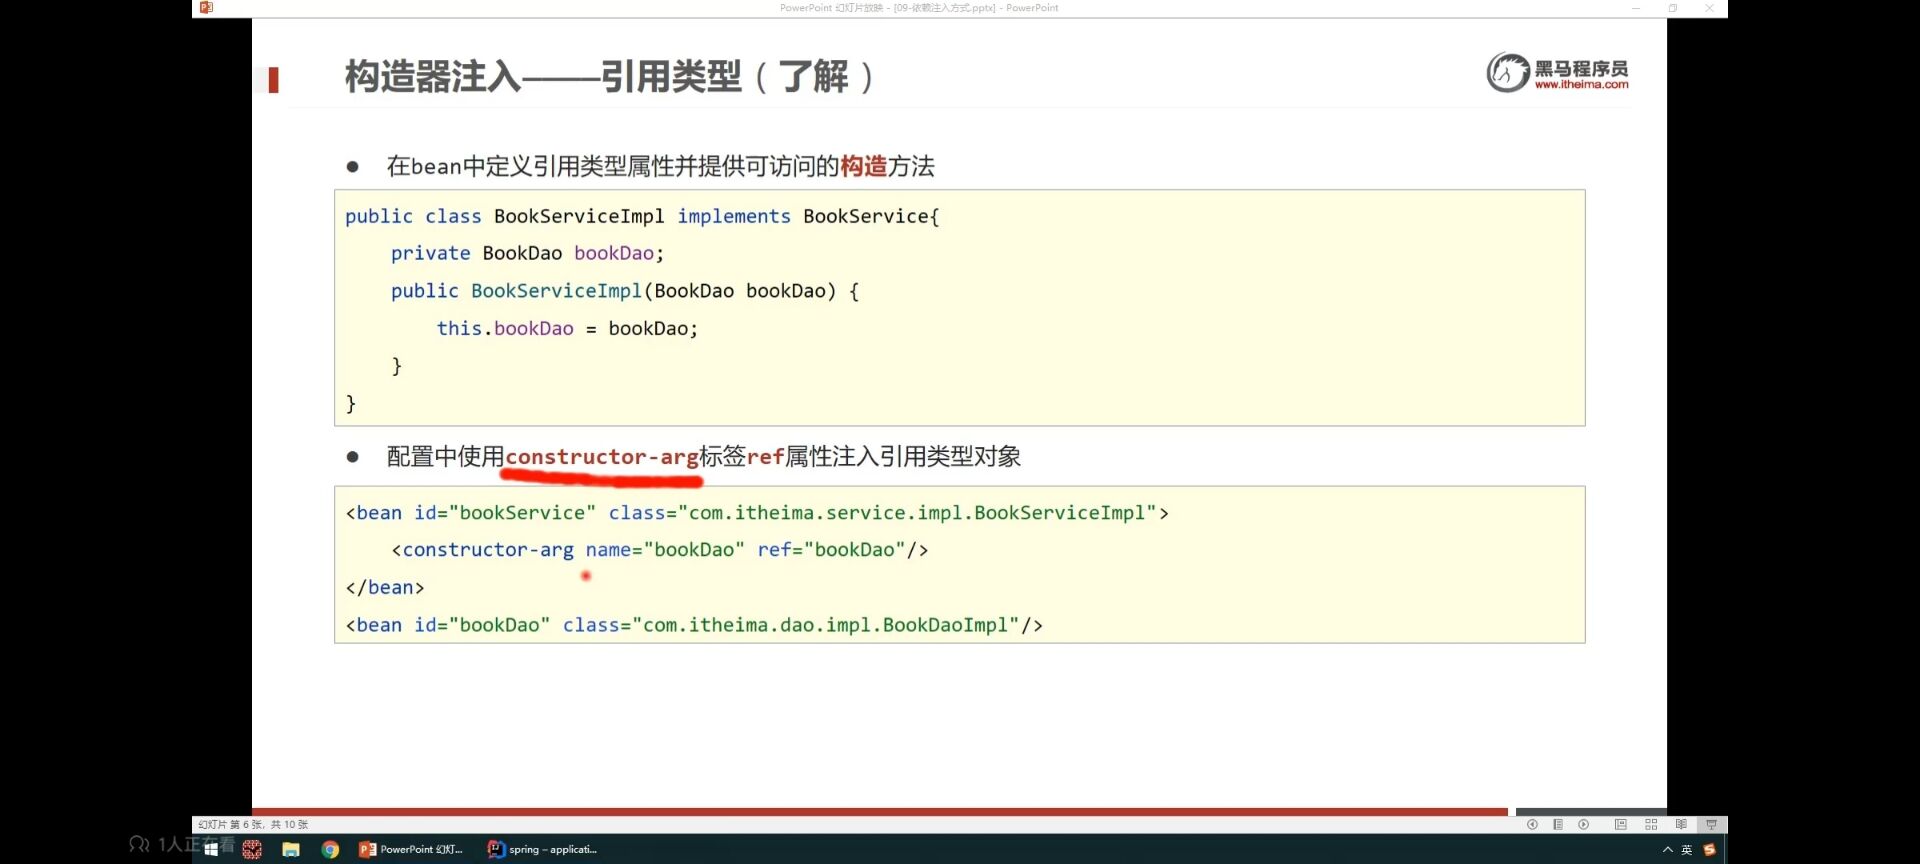 PowerPoint 幻灯片放映 - [09-依赖注入方式.pptx] - PowerPoint
构造器注入——引用类型（了解）
黑马程序员
www.itheima.com
● 在bean中定义引用类型属性并提供可访问的构造方法
public class BookServiceImpl implements BookService{
    private BookDao bookDao;
    public BookServiceImpl(BookDao bookDao) {
        this.bookDao = bookDao;
    }
}
● 配置中使用constructor-arg标签ref属性注入引用类型对象
<bean id="bookService" class="com.itheima.service.impl.BookServiceImpl">
    <constructor-arg name="bookDao" ref="bookDao"/>
</bean>
<bean id="bookDao" class="com.itheima.dao.impl.BookDaoImpl"/>
幻灯片 第 6 张，共 10 张
1人正在看
PowerPoint 幻灯...
spring – applicati...
英